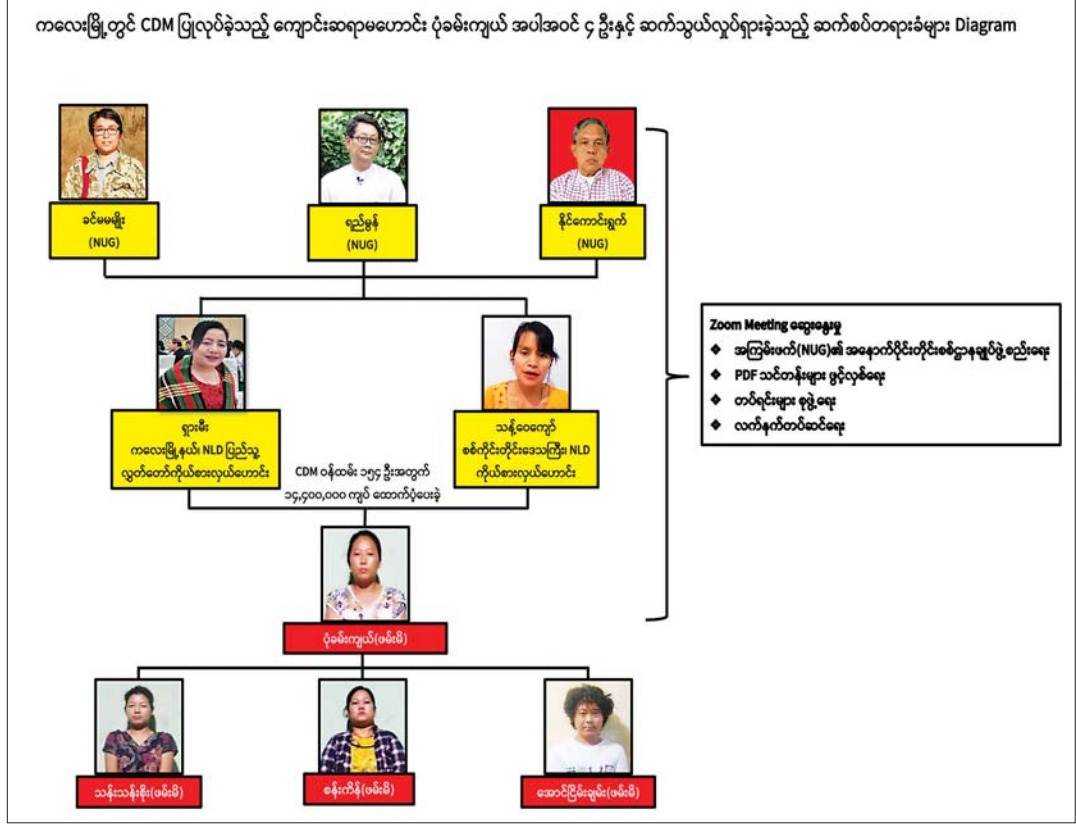 ကလေးမြို့တွင် CDM ပြုလုပ်ခဲ့သည့် ကျောင်းဆရာမဟောင်း ပုံခမ်းကျယ် အပါအဝင် ၄ ဦးနှင့် ဆက်သွယ်လှုပ်ရှားခဲ့သည့် ဆက်စပ်တရားခံများ Diagram
ခင်မမမျိုး
(NUG)
ရည်မွန်
(NUG)
နိုင်ကောင်းရွက်
(NUG)
Zoom Meeting ဆွေးနွေးမှု
❖ အကြမ်းဖက်(NUG)၏ အနောက်ပိုင်းတိုင်းစစ်ဌာနချုပ်ဖွဲ့စည်းရေး
❖ PDF သင်တန်းများ ဖွင့်လှစ်ရေး
❖ တပ်ရင်းများ စုဖွဲ့ရေး
❖ လက်နက်တပ်ဆင်ရေး
ရှားမီး
ကလေးမြို့နယ်၊ NLD ပြည်သူ့
လွှတ်တော်ကိုယ်စားလှယ်ဟောင်း
သန့်ဝေကျော်
စစ်ကိုင်းတိုင်းဒေသကြီး၊ NLD
ကိုယ်စားလှယ်ဟောင်း
CDM ဝန်ထမ်း ၁၅၄ ဦးအတွက်
၁၄,၄၀၀,၀၀၀ ကျပ် ထောက်ပံ့ပေးခဲ့
ပုံခမ်းကျယ်(ဖမ်းမိ)
သန်းသန်းစိုး(ဖမ်းမိ)
စန်းကိန်(ဖမ်းမိ)
အောင်ငြိမ်းချမ်း(ဖမ်းမိ)